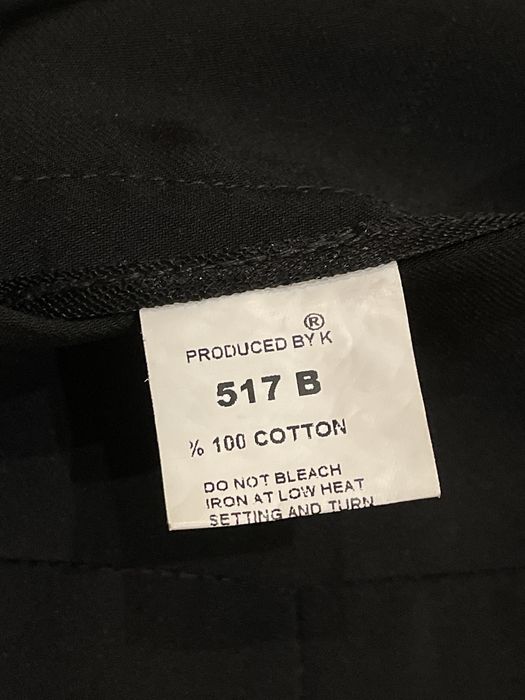 ®
PRODUCED BY K
517 B
% 100 COTTON
DO NOT BLEACH
IRON AT LOW HEAT
SETTING AND TURN